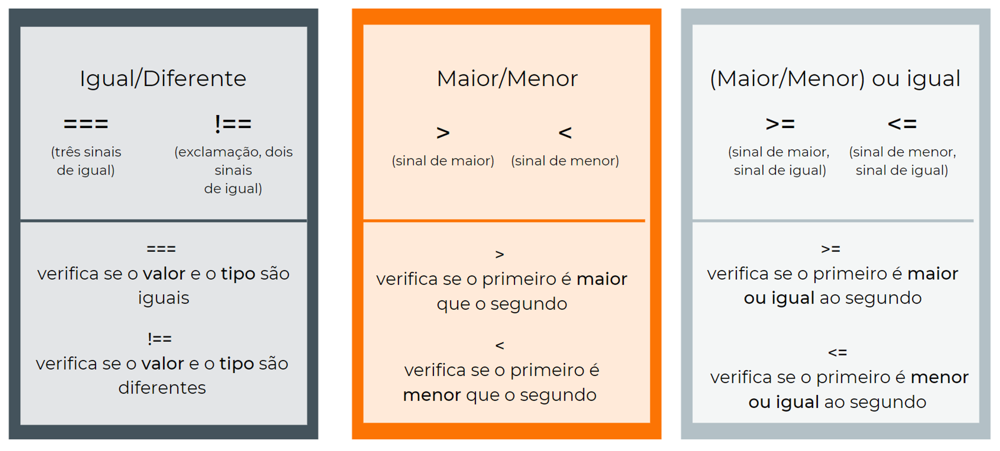 Igual/Diferente
===
(três sinais
de igual)
!==
(exclamação, dois
sinais
de igual)
===
verifica se o valor e o tipo são
iguais
!==
verifica se o valor e o tipo são
diferentes
Maior/Menor
>
(sinal de maior)
<
(sinal de menor)
>
verifica se o primeiro é maior
que o segundo
<
verifica se o primeiro é
menor que o segundo
(Maior/Menor) ou igual
>=
(sinal de maior,
sinal de igual)
<=
(sinal de menor,
sinal de igual)
>=
verifica se o primeiro é maior
ou igual ao segundo
<=
verifica se o primeiro é menor
ou igual ao segundo